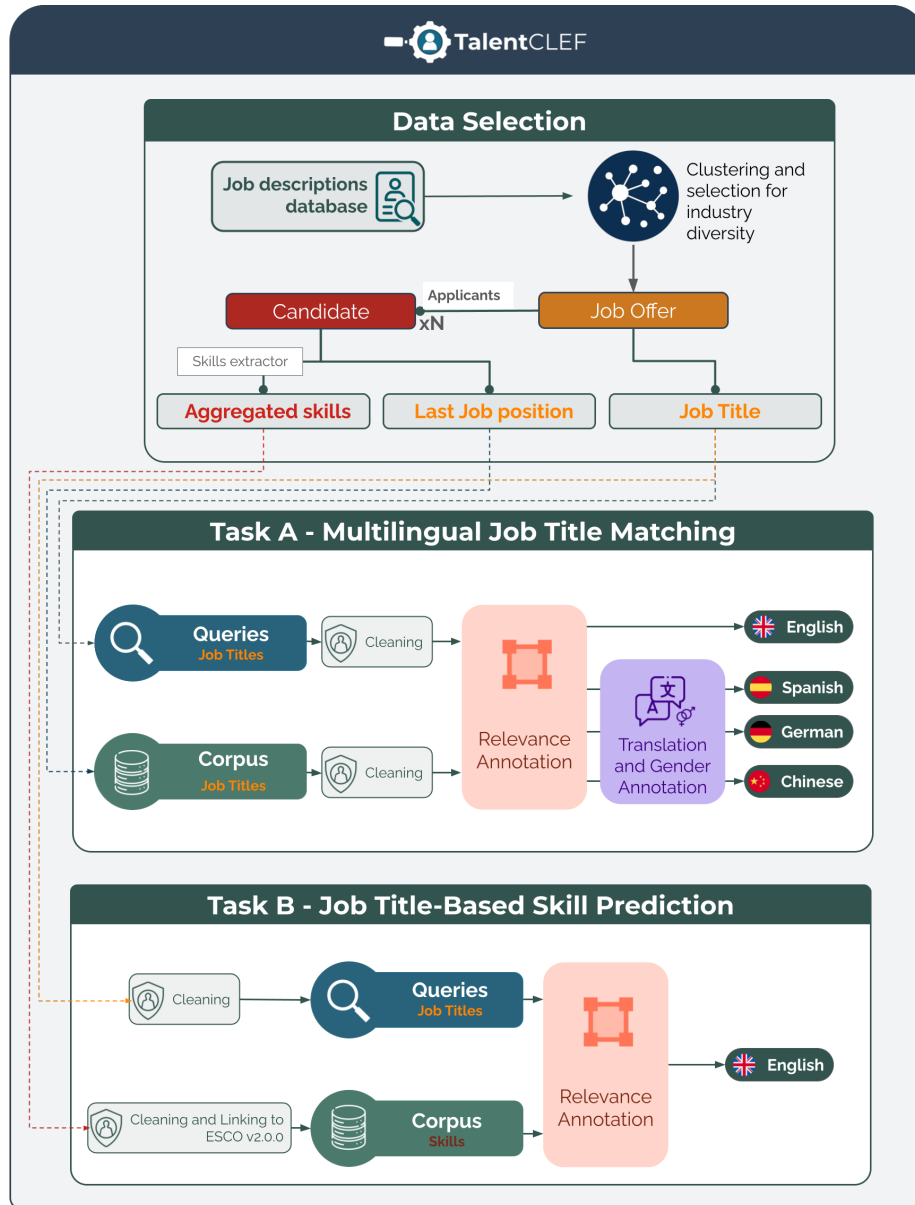 TalentCLEF
Data Selection
Job descriptions
database
Clustering and
selection for
industry
diversity
Candidate
Applicants
xN
Job Offer
Skills extractor
Aggregated skills
Last Job position
Job Title
Task A - Multilingual Job Title Matching
Queries
Job Titles
Cleaning
Corpus
Job Titles
Cleaning
Relevance
Annotation
文
A
Translation
and Gender
Annotation
English
Spanish
German
Chinese
Task B - Job Title-Based Skill Prediction
Cleaning
Queries
Job Titles
Cleaning and Linking to
ESCO v2.0.0
Corpus
Skills
Relevance
Annotation
English